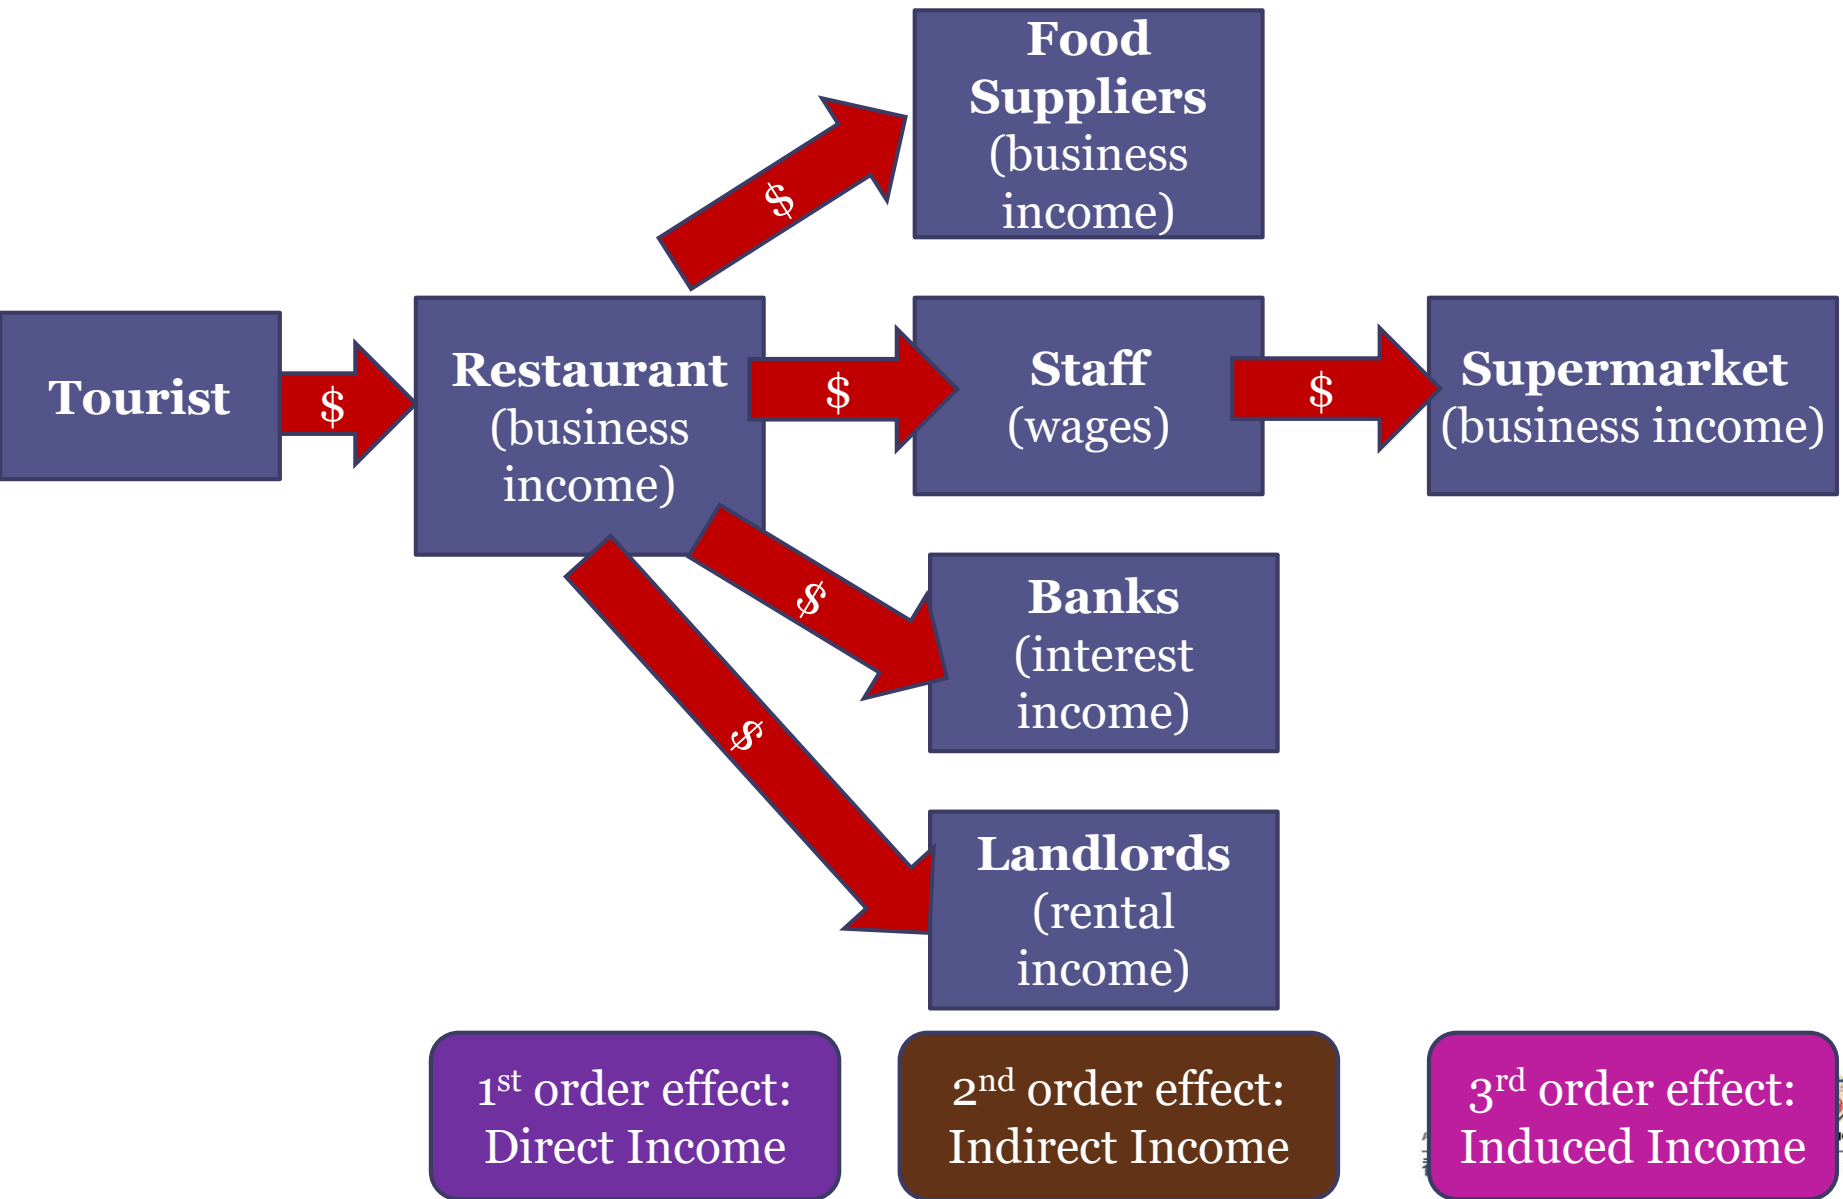 Food
Suppliers
(business
income)
$
Tourist
$
Restaurant
(business
income)
$
Staff
(wages)
$
Supermarket
(business income)
$
Banks
(interest
income)
$
Landlords
(rental
income)
1st order effect:
Direct Income
2nd order effect:
Indirect Income
3rd order effect:
Induced Income